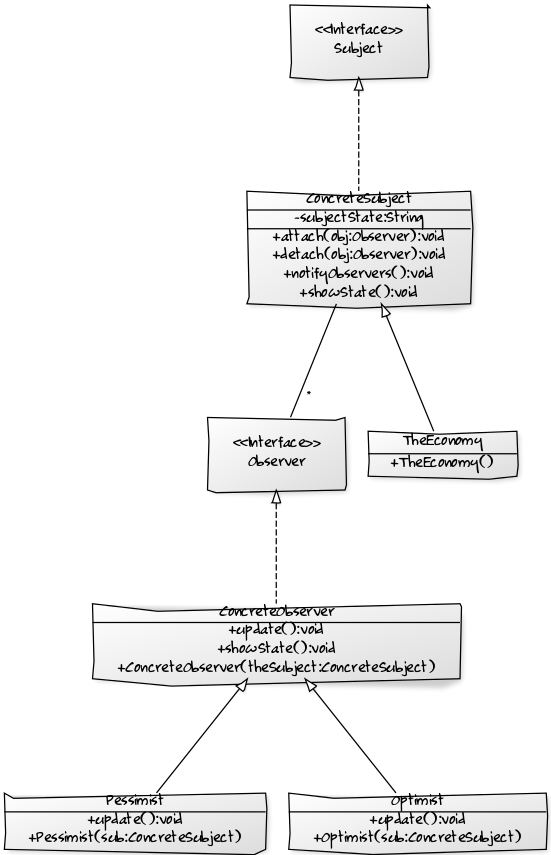 <<Interface>>
Subject
ConcreteSubject
-subjectState:String
+attach(obj:Observer):void
+detach(obj:Observer):void
+notifyObservers():void
+showState():void
*
<<Interface>>
Observer
TheEconomy
+TheEconomy()
ConcreteObserver
+update():void
+showState():void
+ConcreteObserver(theSubject:ConcreteSubject)
Pessimist
+update():void
+Pessimist(sub:ConcreteSubject)
Optimist
+update():void
+Optimist(sub:ConcreteSubject)